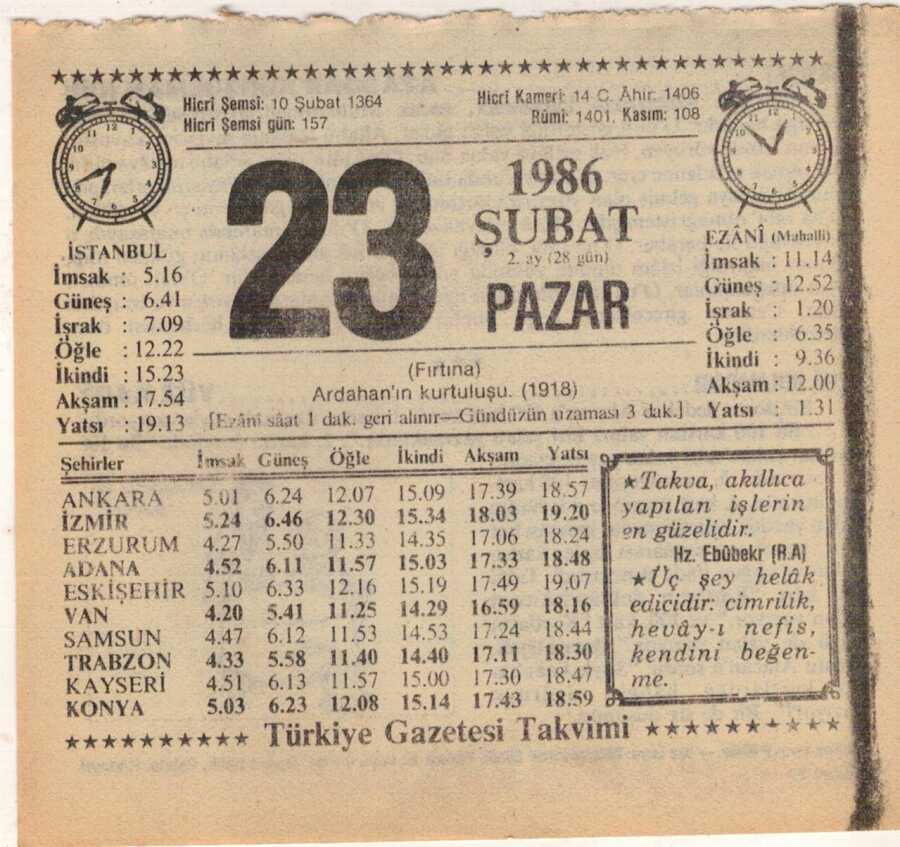 ★★★★★★★★★★★★★★★★★★★★★★★★★★★★★★★★★★★★★★★★★★★
Hicrî Şemsî: 10 Şubat 1364
Hicrî Şemsî gün: 157
Hicrî Kamerî: 14 C. Âhir. 1406
Rûmî: 1401. Kasım: 108
23
1986
ŞUBAT
2. ay (28 gün)
PAZAR
İSTANBUL
İmsak : 5.16
Güneş : 6.41
İşrak : 7.09
Öğle : 12.22
İkindi : 15.23
Akşam : 17.54
Yatsı : 19.13
EZÂNÎ (Mahalli)
İmsak : 11.14
Güneş : 12.52
İşrak : 1.20
Öğle : 6.35
İkindi : 9.36
Akşam : 12.00
Yatsı : 1.31
(Fırtına)
Ardahan'ın kurtuluşu. (1918)
[Ezânî sâat 1 dak. geri alınır—Gündüzün uzaması 3 dak.]
Şehirler İmsak Güneş Öğle İkindi Akşam Yatsı
ANKARA 5.01 6.24 12.07 15.09 17.39 18.57
İZMİR 5.24 6.46 12.30 15.34 18.03 19.20
ERZURUM 4.27 5.50 11.33 14.35 17.06 18.24
ADANA 4.52 6.11 11.57 15.03 17.33 18.48
ESKİŞEHİR 5.10 6.33 12.16 15.19 17.49 19.07
VAN 4.20 5.41 11.25 14.29 16.59 18.16
SAMSUN 4.47 6.12 11.53 14.53 17.24 18.44
TRABZON 4.33 5.58 11.40 14.40 17.11 18.30
KAYSERİ 4.51 6.13 11.57 15.00 17.30 18.47
KONYA 5.03 6.23 12.08 15.14 17.43 18.59
★Takva, akıllıca
yapılan işlerin
en güzelidir.
Hz. Ebûbekr (R.A)
★Üç şey helâk
edicidir: cimrilik,
hevây-ı nefis,
kendini beğen-
me.
★★★★★★★★★★ Türkiye Gazetesi Takvimi ★★★★★★★★★★★